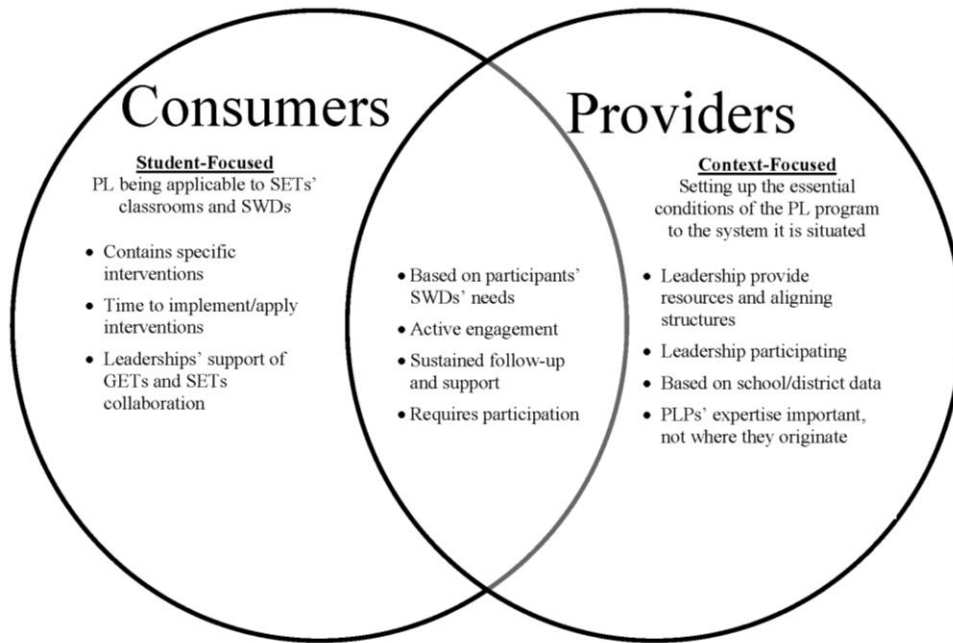 Consumers
Student-Focused
PL being applicable to SETs'
classrooms and SWDs
• Contains specific
interventions
• Time to implement/apply
interventions
• Leaderships' support of
GETs and SETs
collaboration
• Based on participants'
SWDs' needs
• Active engagement
• Sustained follow-up
and support
• Requires participation
Providers
Context-Focused
Setting up the essential
conditions of the PL program
to the system it is situated
• Leadership provide
resources and aligning
structures
• Leadership participating
• Based on school/district data
• PLPs' expertise important,
not where they originate